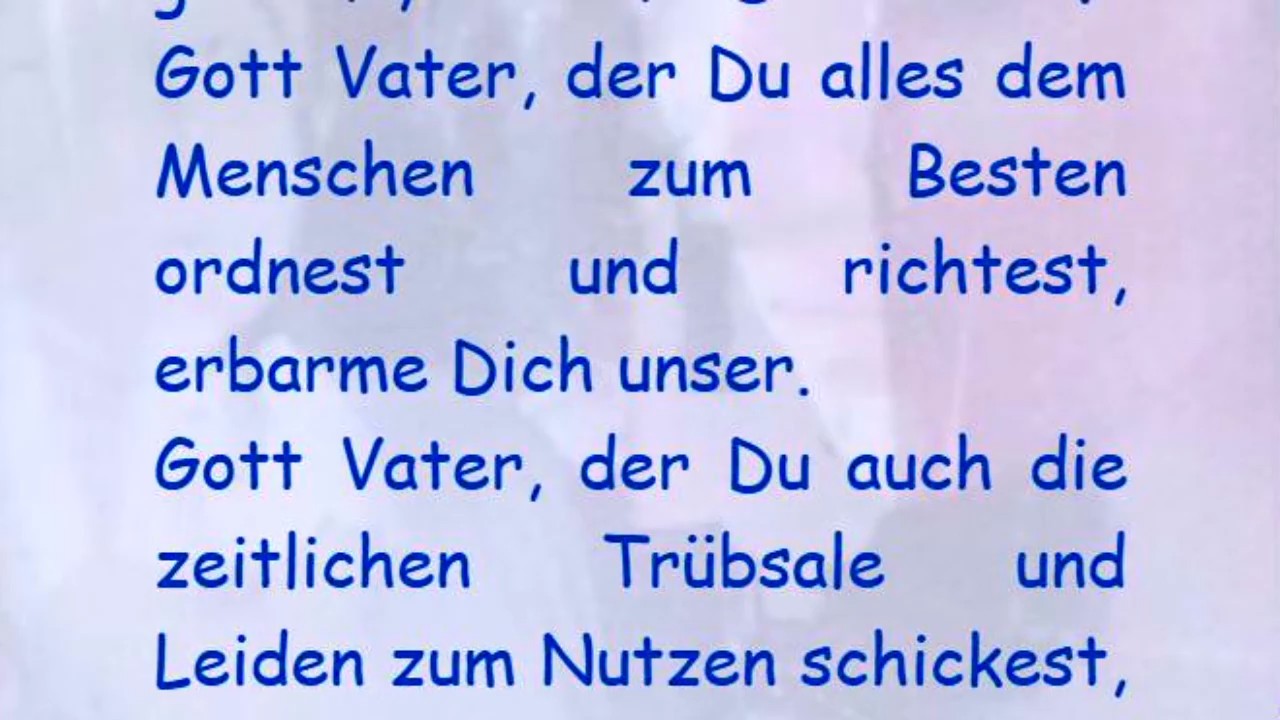 Gott Vater, der Du alles dem
Menschen zum Besten
ordnest und richtest,
erbarme Dich unser.
Gott Vater, der Du auch die
zeitlichen Trübsale und
Leiden zum Nutzen schickest,